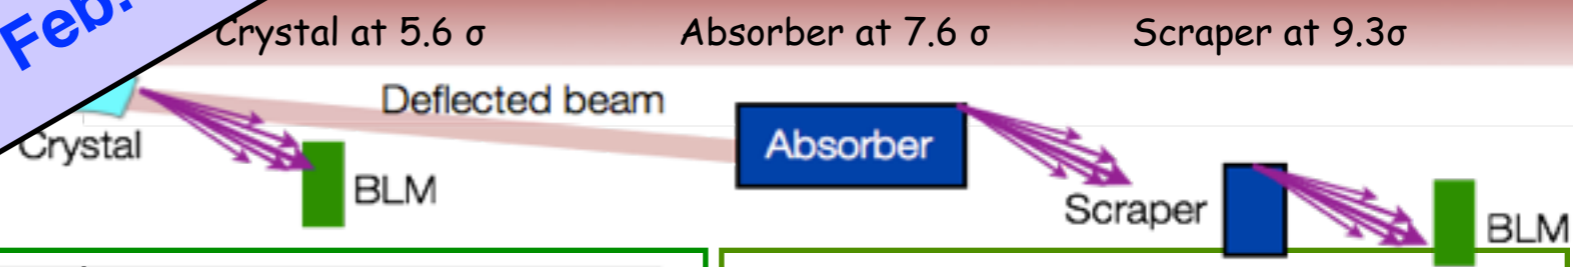 Feb.
Crystal at 5.6 σ
Absorber at 7.6 σ
Scraper at 9.3σ
Deflected beam
Crystal
BLM
Absorber
Scraper
BLM